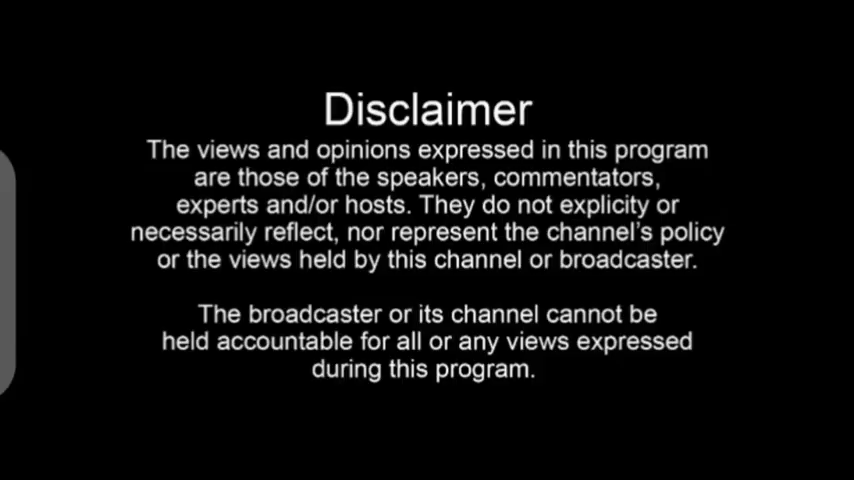 Disclaimer
The views and opinions expressed in this program
are those of the speakers, commentators,
experts and/or hosts. They do not explicity or
necessarily reflect, nor represent the channel's policy
or the views held by this channel or broadcaster.
The broadcaster or its channel cannot be
held accountable for all or any views expressed
during this program.